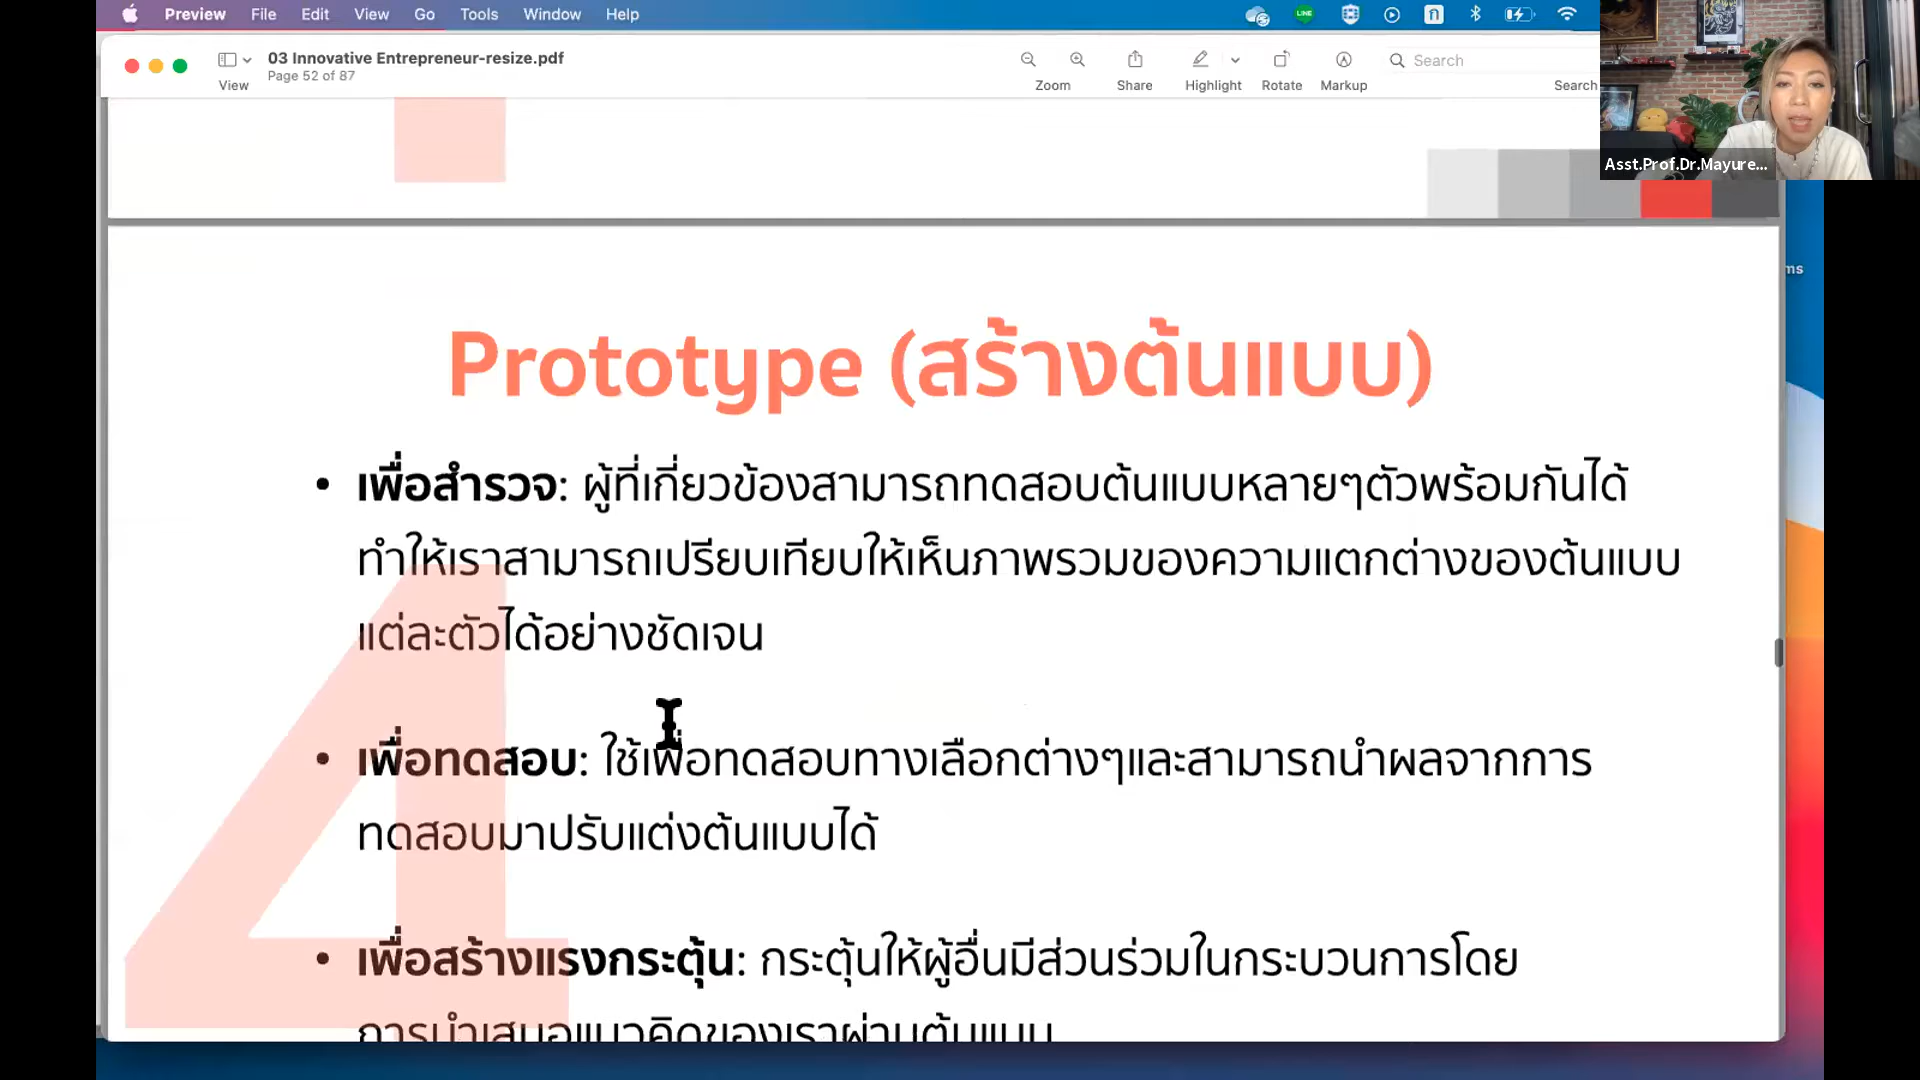 Preview File Edit View Go Tools Window Help
LINE
03 Innovative Entrepreneur-resize.pdf
Page 52 of 87
View
Zoom
Share
Highlight
Rotate
Markup
Search
Search
Asst.Prof.Dr.Mayure...
ms
Prototype (สร้างต้นแบบ)
• เพื่อสำรวจ: ผู้ที่เกี่ยวข้องสามารถทดสอบต้นแบบหลายๆตัวพร้อมกันได้
ทำให้เราสามารถเปรียบเทียบให้เห็นภาพรวมของความแตกต่างของต้นแบบ
แต่ละตัวได้อย่างชัดเจน
• เพื่อทดสอบ: ใช้เพื่อทดสอบทางเลือกต่างๆและสามารถนำผลจากการ
ทดสอบมาปรับแต่งต้นแบบได้
• เพื่อสร้างแรงกระตุ้น: กระตุ้นให้ผู้อื่นมีส่วนร่วมในกระบวนการโดย
การนำเสนอแนวคิดของเราผ่านต้นแบบ
4